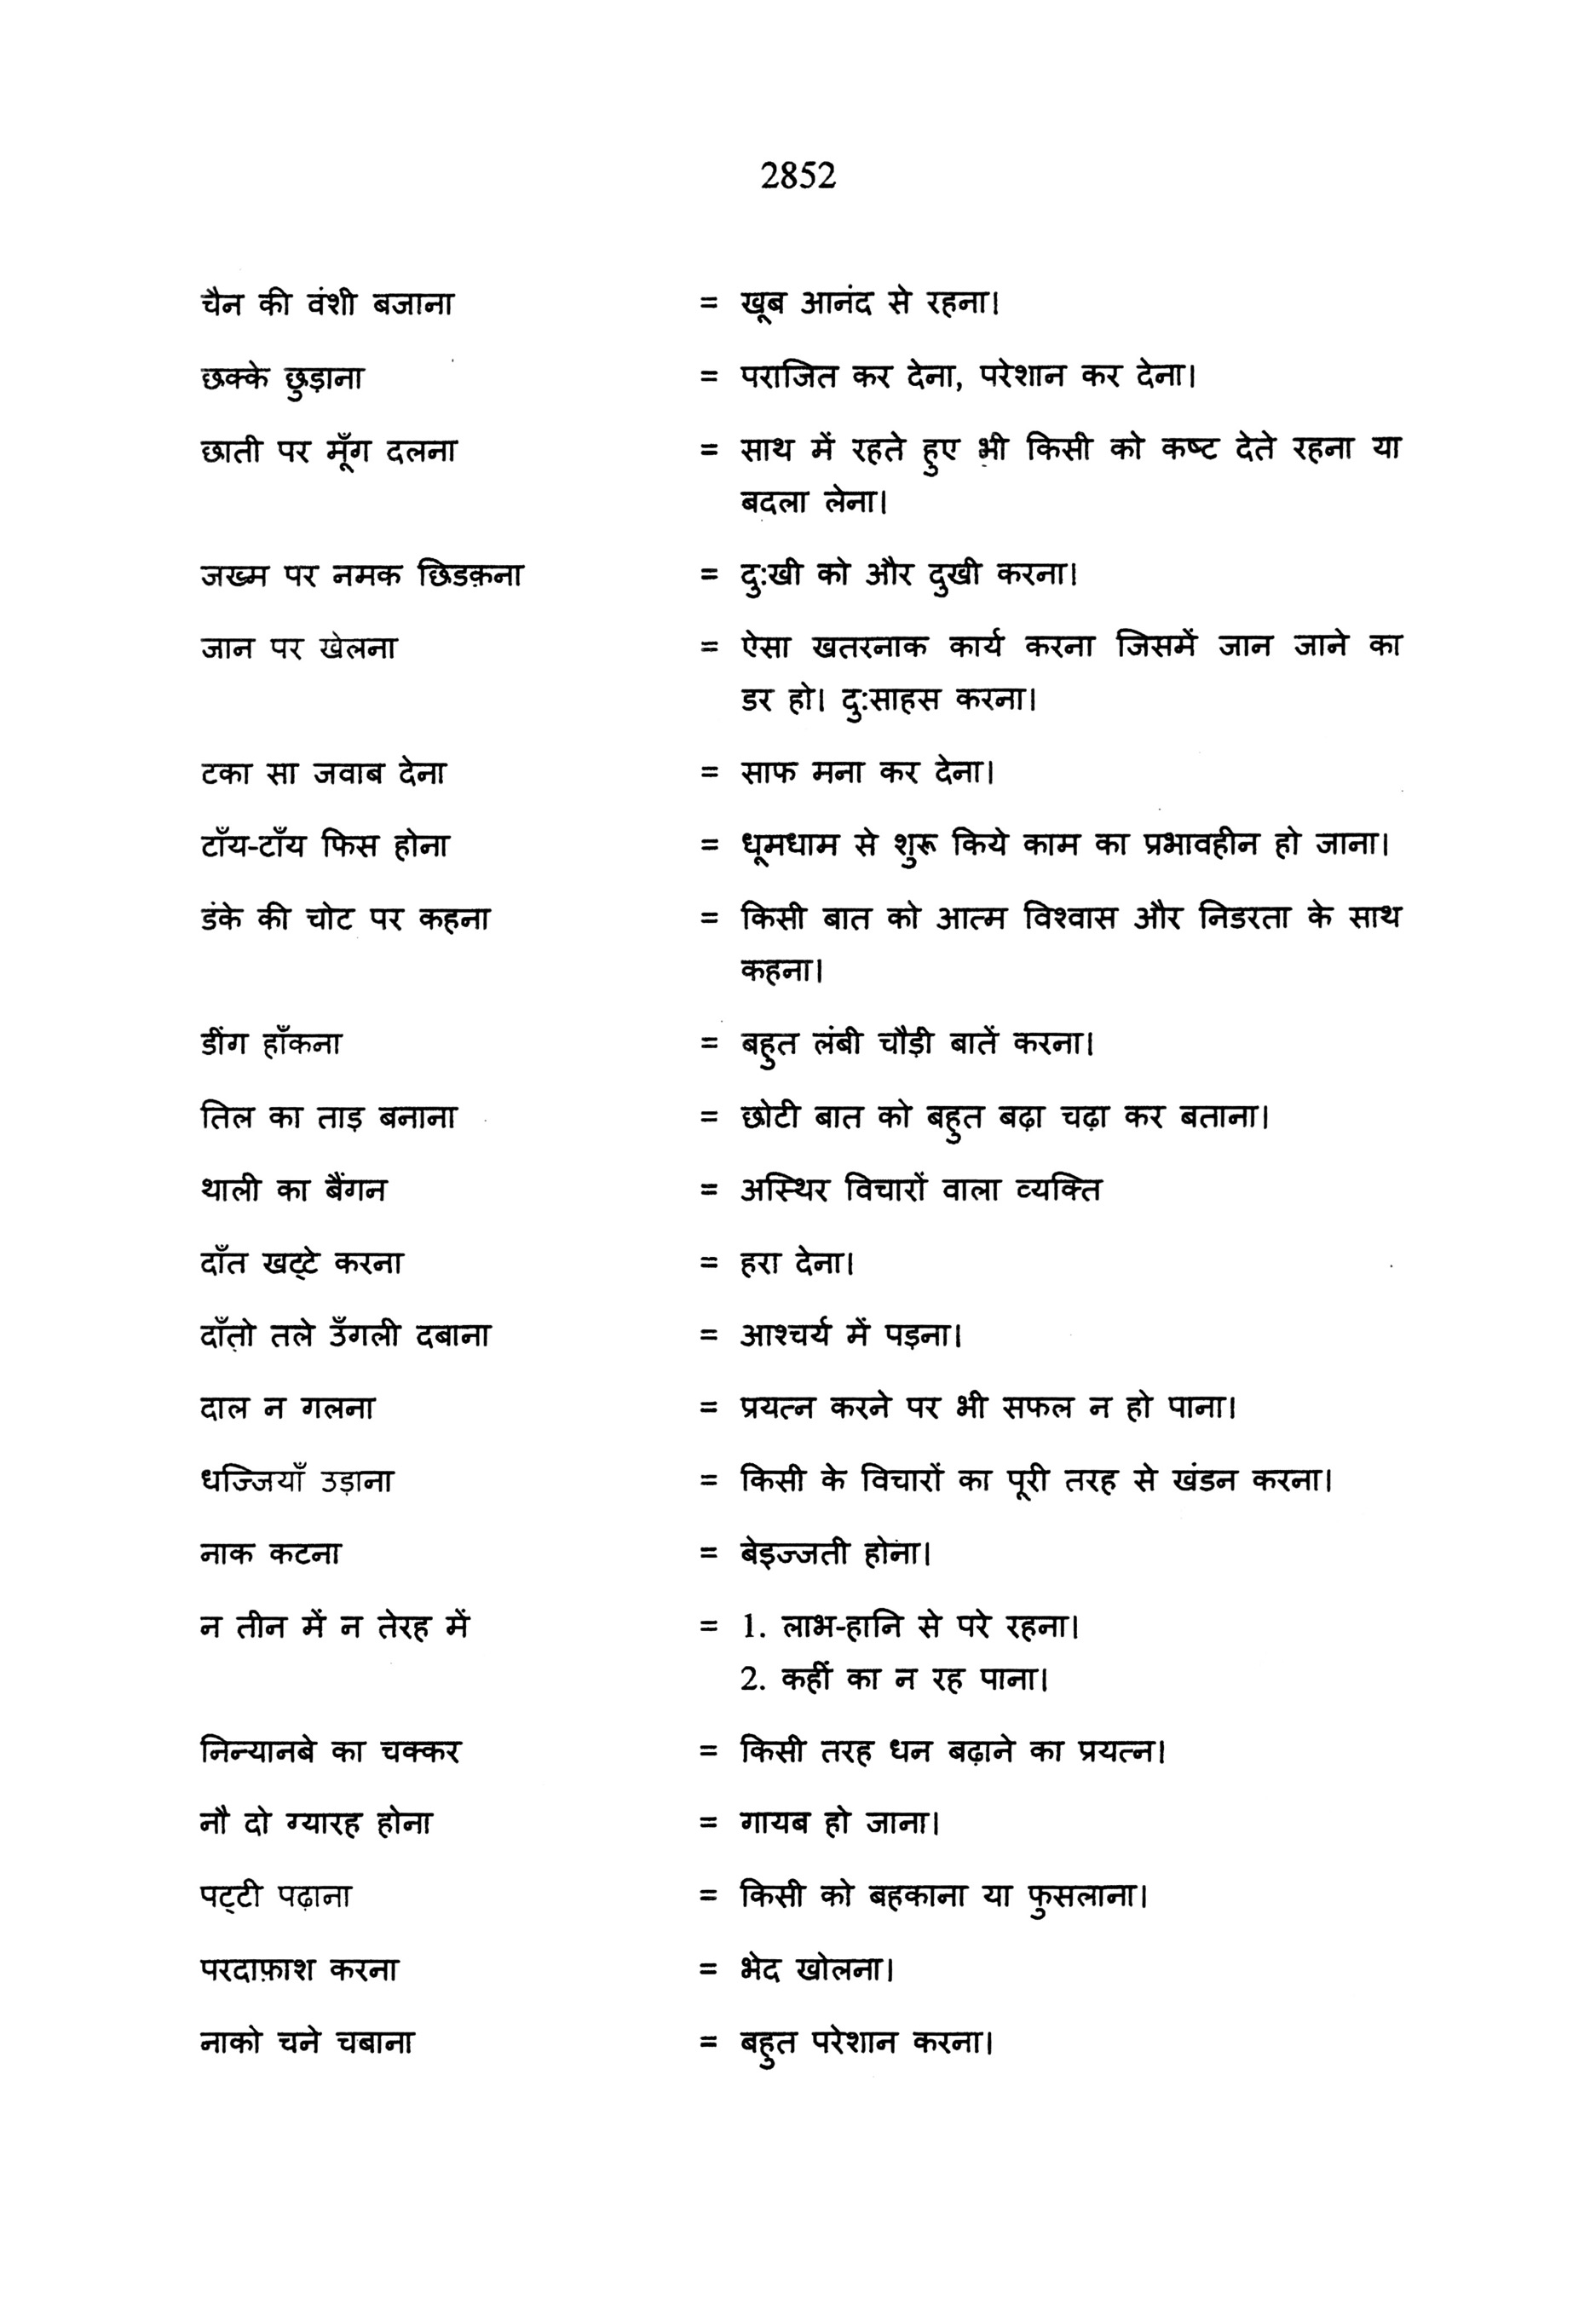 2852
चैन की वंशी बजाना = खूब आनंद से रहना।
छक्के छुड़ाना = पराजित कर देना, परेशान कर देना।
छाती पर मूँग दलना = साथ में रहते हुए भी किसी को कष्ट देते रहना या
बदला लेना।
जख्म पर नमक छिडक़ना = दु:खी को और दुखी करना।
जान पर खेलना = ऐसा खतरनाक कार्य करना जिसमें जान जाने का
डर हो। दु:साहस करना।
टका सा जवाब देना = साफ मना कर देना।
टाँय-टाँय फिस होना = धूमधाम से शुरू किये काम का प्रभावहीन हो जाना।
डंके की चोट पर कहना = किसी बात को आत्म विश्वास और निडरता के साथ
कहना।
डींग हाँकना = बहुत लंबी चौड़ी बातें करना।
तिल का ताड़ बनाना = छोटी बात को बहुत बढ़ा चढ़ा कर बताना।
थाली का बैंगन = अस्थिर विचारों वाला व्यक्ति
दाँत खट्टे करना = हरा देना।
दाँतो तले उँगली दबाना = आश्चर्य में पड़ना।
दाल न गलना = प्रयत्न करने पर भी सफल न हो पाना।
धज्जियाँ उड़ाना = किसी के विचारों का पूरी तरह से खंडन करना।
नाक कटना = बेइज्जती होना।
न तीन में न तेरह में = 1. लाभ-हानि से परे रहना।
2. कहीं का न रह पाना।
निन्यानबे का चक्कर = किसी तरह धन बढ़ाने का प्रयत्न।
नौ दो ग्यारह होना = गायब हो जाना।
पट्टी पढ़ाना = किसी को बहकाना या फुसलाना।
परदाफ़ाश करना = भेद खोलना।
नाको चने चबाना = बहुत परेशान करना।